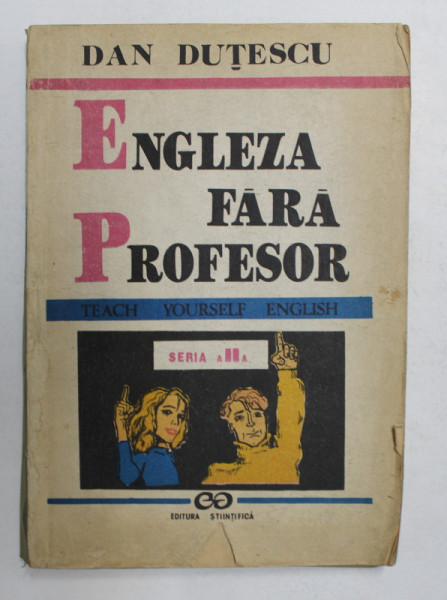 DAN DUȚESCU
ENGLEZA
FĂRĂ
PROFESOR
TEACH YOURSELF ENGLISH
SERIA A II A
EDITURA ȘTIINȚIFICĂ